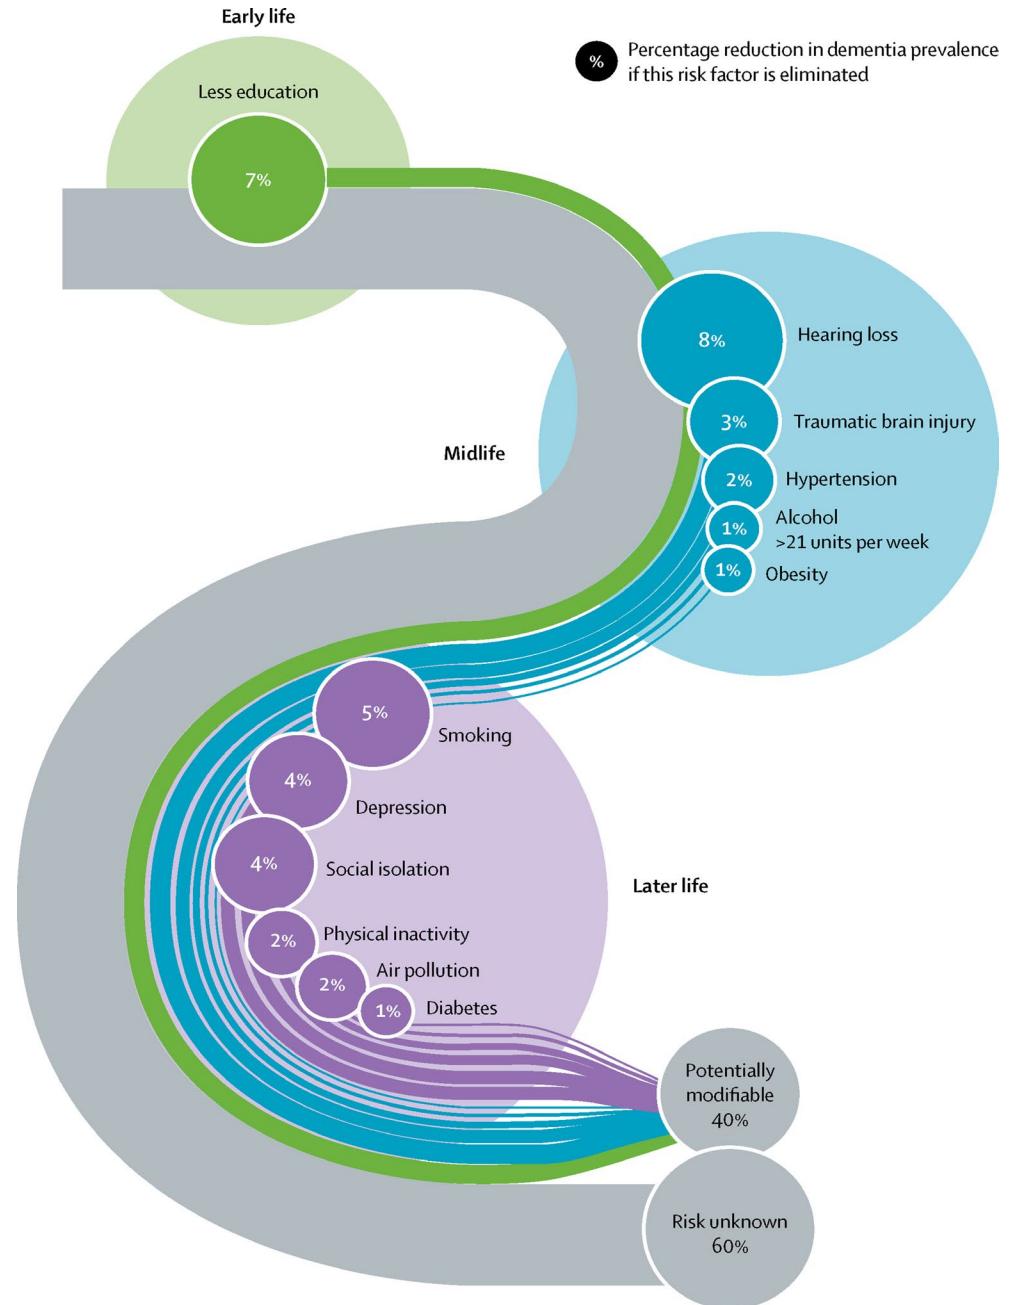 Early life
%
Percentage reduction in dementia prevalence
if this risk factor is eliminated
Less education
7%
8%
Hearing loss
3%
Traumatic brain injury
Midlife
2%
Hypertension
1%
Alcohol
>21 units per week
1%
Obesity
5%
Smoking
4%
Depression
4%
Social isolation
Later life
2%
Physical inactivity
2%
Air pollution
1%
Diabetes
Potentially
modifiable
40%
Risk unknown
60%